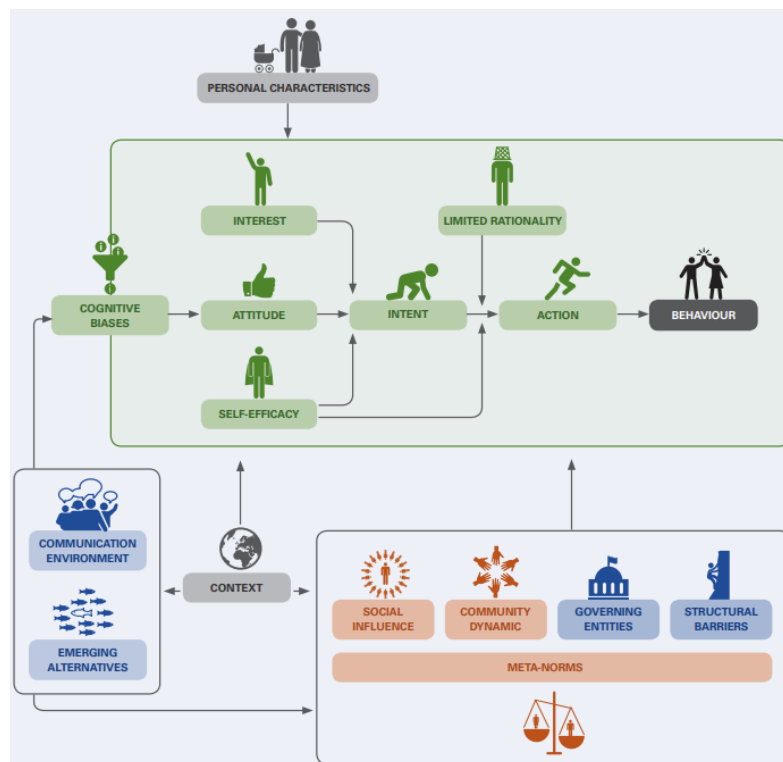 PERSONAL CHARACTERISTICS
INTEREST
LIMITED RATIONALITY
COGNITIVE
BIASES
ATTITUDE
INTENT
ACTION
BEHAVIOUR
SELF-EFFICACY
COMMUNICATION
ENVIRONMENT
EMERGING
ALTERNATIVES
CONTEXT
SOCIAL
INFLUENCE
COMMUNITY
DYNAMIC
GOVERNING
ENTITIES
STRUCTURAL
BARRIERS
META-NORMS